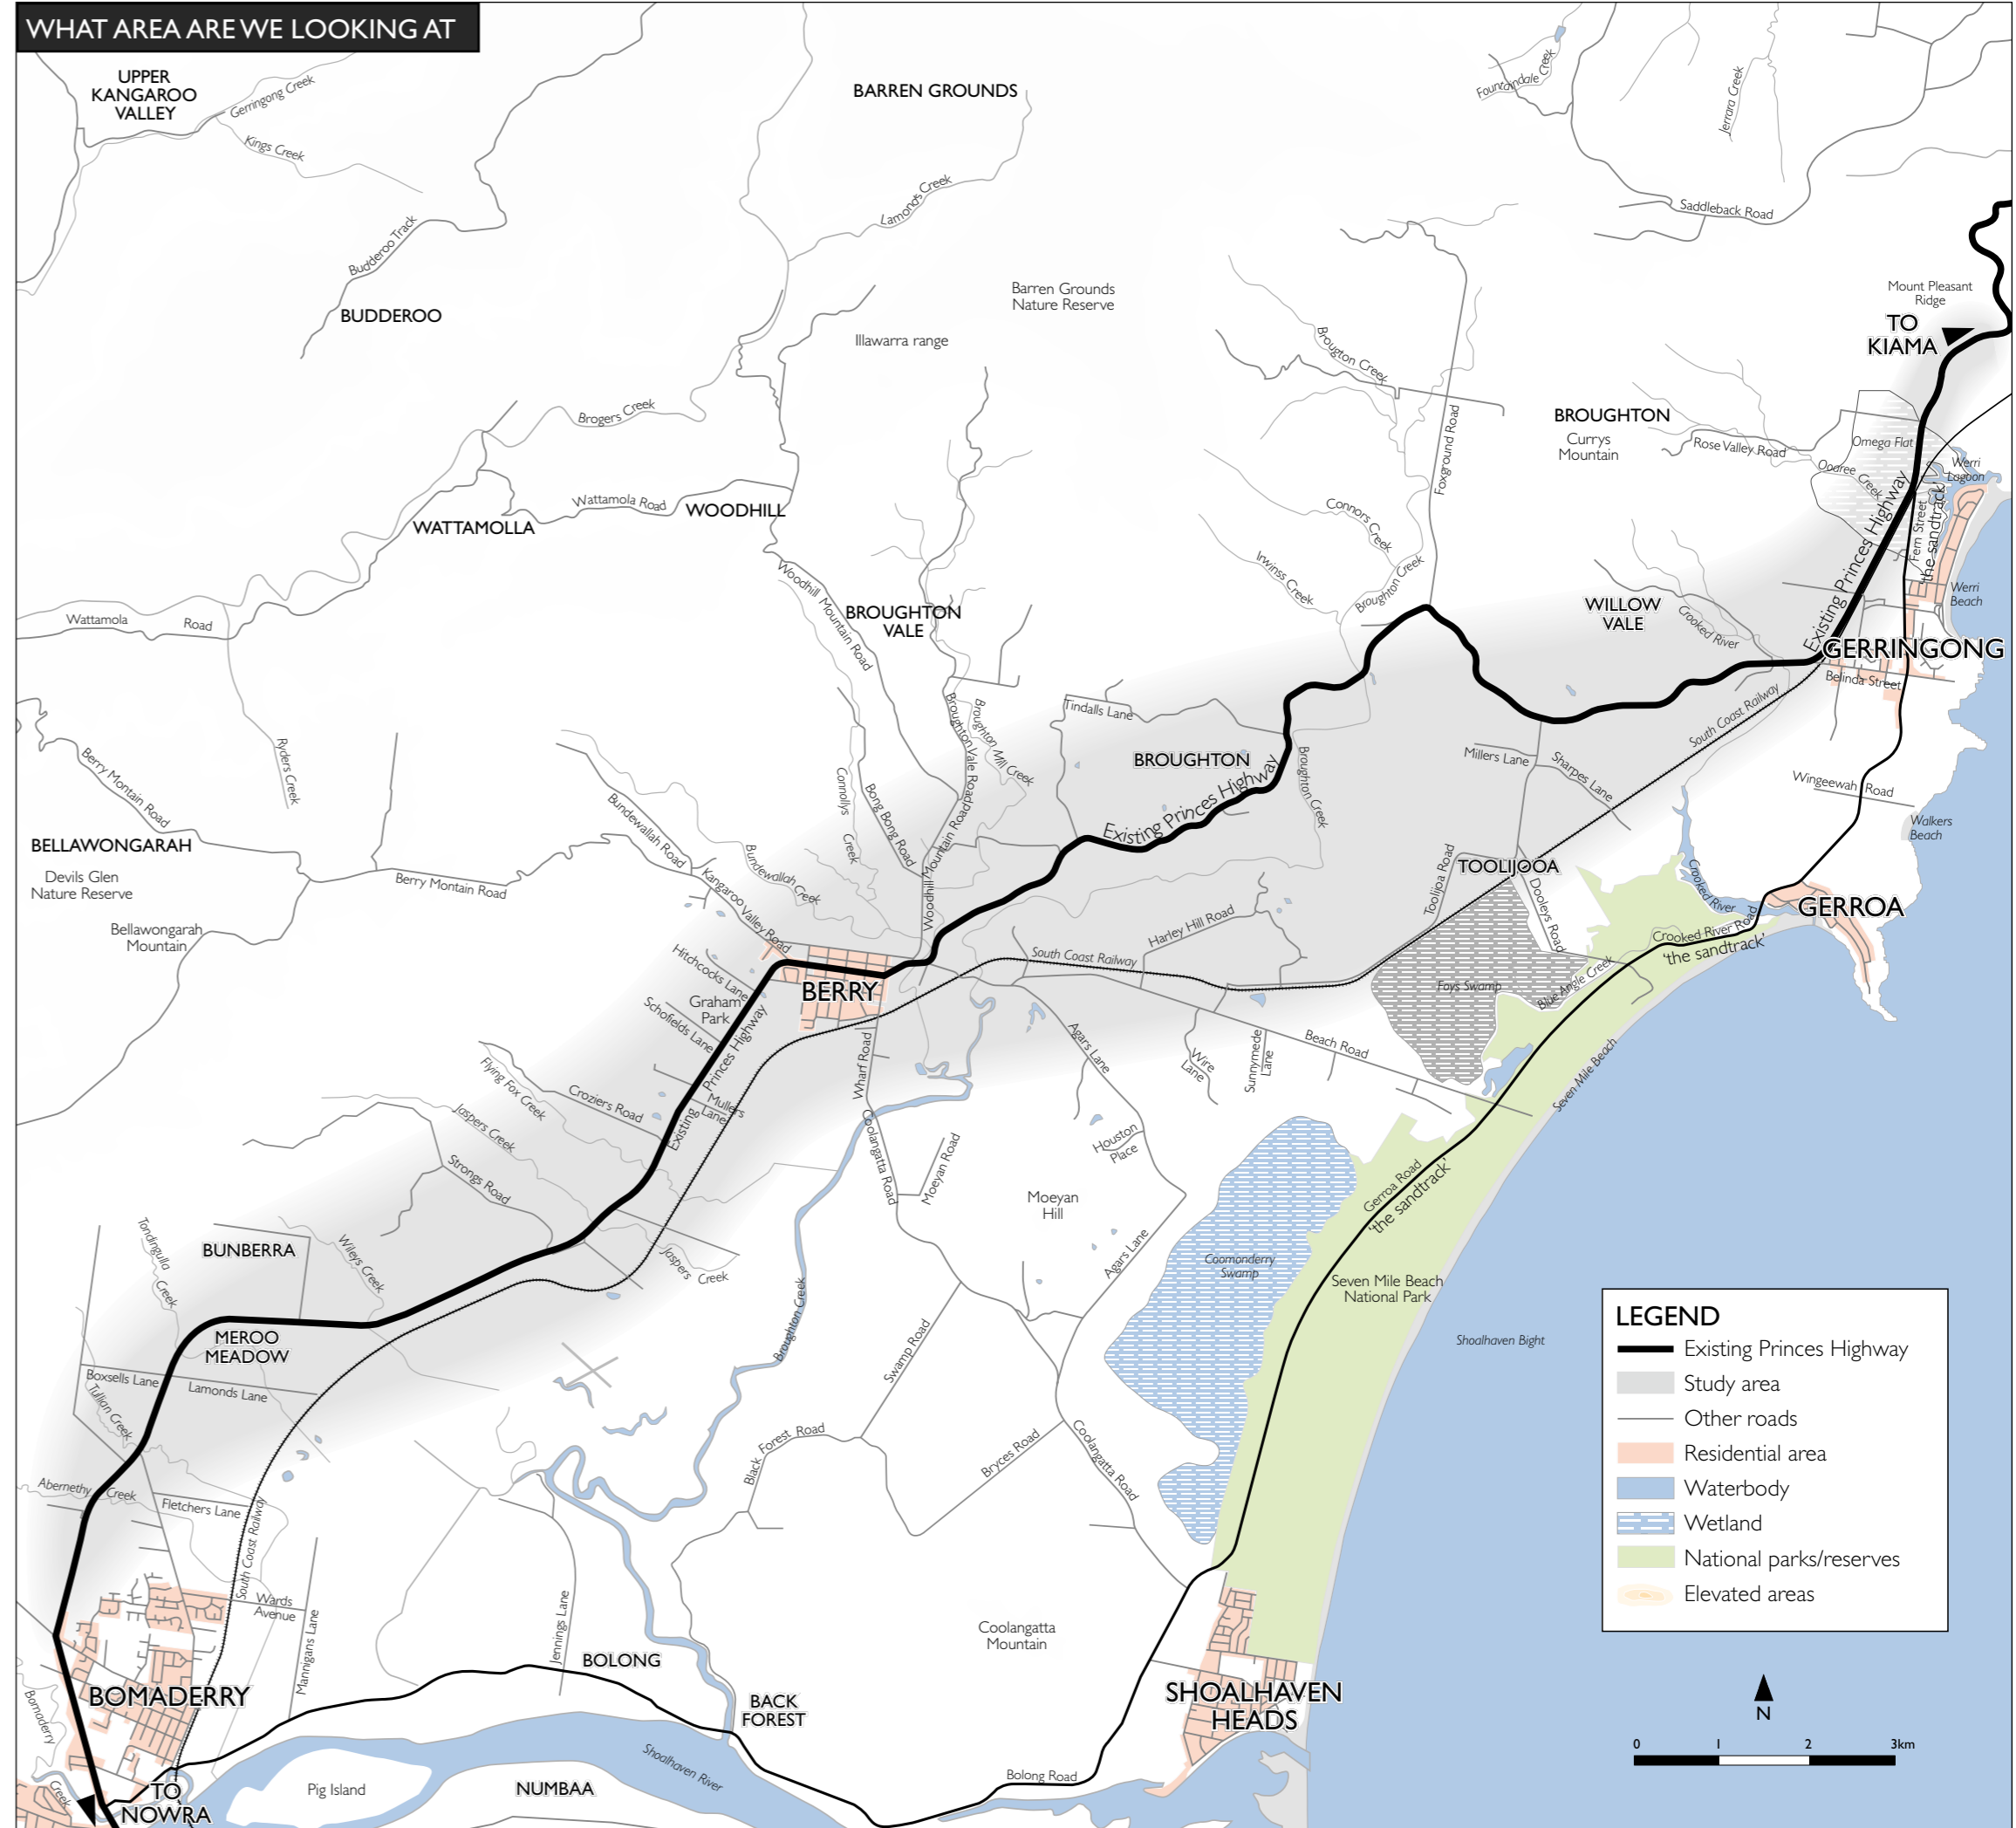 WHAT AREA ARE WE LOOKING AT
UPPER
KANGAROO
VALLEY
Gerringong Creek
Kings Creek
Budderoo Track
BUDDEROO
BARREN GROUNDS
Lamonds Creek
Barren Grounds
Nature Reserve
Illawarra range
Fountaindale Creek
Jerrara Creek
Saddleback Road
Mount Pleasant
Ridge
TO
KIAMA
Brougton Creek
Foxground Road
BROUGHTON
Currys
Mountain
Rose Valley Road
Omega Flat
Ooaree
Creek
Werri
Lagoon
Fern Street
'the sandtrack'
Existing Princes Highway
Werri
Beach
Brogers Creek
Wattamola Road
WOODHILL
WATTAMOLLA
Connors Creek
Irwinss Creek
Broughton Creek
Woodhill Mountain Road
BROUGHTON
VALE
WILLOW
VALE
Crooked River
GERRINGONG
Belinda Street
South Coast Railway
Wattamola
Road
Ryders Creek
Berry Montain Road
BELLAWONGARAH
Devils Glen
Nature Reserve
Bellawongarah
Mountain
Berry Montain Road
Bundewallah Road
Kangaroo Valley Road
Bundewallah Creek
Connollys
Creek
Bong Bong Road
Broughton Vale Road
Broughton Mill Creek
Woodhill Mountain Road
Tindalls Lane
BROUGHTON
Existing Princes Highway
Broughton Creek
Millers Lane
Sharpes Lane
Wingeewah Road
Walkers
Beach
TOOLIJOOA
Toolijoa Road
Dooleys Road
Crooked River
GERROA
Crooked River Road
'the sandtrack'
Harley Hill Road
South Coast Railway
Foys Swamp
Blue Angle Creek
Hitchcocks Lane
Graham
Park
Schofields Lane
BERRY
Existing
Princes Highway
Mullers
Lane
Croziers Road
Flying Fox Creek
Jaspers Creek
Strongs Road
Wharf Road
Coolangatta Road
Moeyan Road
Agars Lane
Wire
Lane
Sunnymede
Lane
Beach Road
Seven Mile Beach
Houston
Place
Moeyan
Hill
Agars Lane
Gerroa Road
'the sandtrack'
Coomonderry
Swamp
Seven Mile Beach
National Park
Shoalhaven Bight
Tondingulla
Creek
BUNBERRA
Wileys Creek
Jaspers
Creek
MEROO
MEADOW
Boxsells Lane
Lamonds Lane
Tullian Creek
Broughton Creek
Swamp Road
Black Forest Road
Bryces Road
Coolangatta Road
Abernethy Creek
Fletchers Lane
South Coast Railway
Wards
Avenue
Mannigans Lane
Jennings Lane
BOLONG
BACK
FOREST
Coolangatta
Mountain
SHOALHAVEN
HEADS
BOMADERRY
Bomaderry
Creek
TO
NOWRA
Pig Island
NUMBAA
Shoalhaven River
Bolong Road
LEGEND
Existing Princes Highway
Study area
Other roads
Residential area
Waterbody
Wetland
National parks/reserves
Elevated areas
N
0 1 2 3km